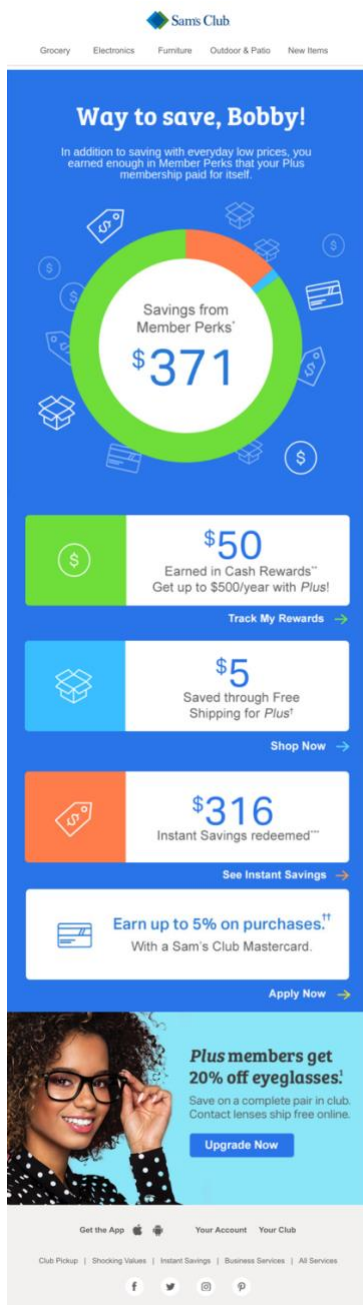 Sam's Club
Grocery Electronics Furniture Outdoor & Patio New Items
Way to save, Bobby!
In addition to saving with everyday low prices, you
earned enough in Member Perks that your Plus
membership paid for itself.
Savings from
Member Perks*
$371
$50
Earned in Cash Rewards**
Get up to $500/year with Plus!
Track My Rewards →
$5
Saved through Free
Shipping for Plus†
Shop Now →
$316
Instant Savings redeemed***
See Instant Savings →
Earn up to 5% on purchases.††
With a Sam's Club Mastercard.
Apply Now →
Plus members get
20% off eyeglasses.¹
Save on a complete pair in club.
Contact lenses ship free online.
Upgrade Now
Get the App Your Account Your Club
Club Pickup | Shocking Values | Instant Savings | Business Services | All Services